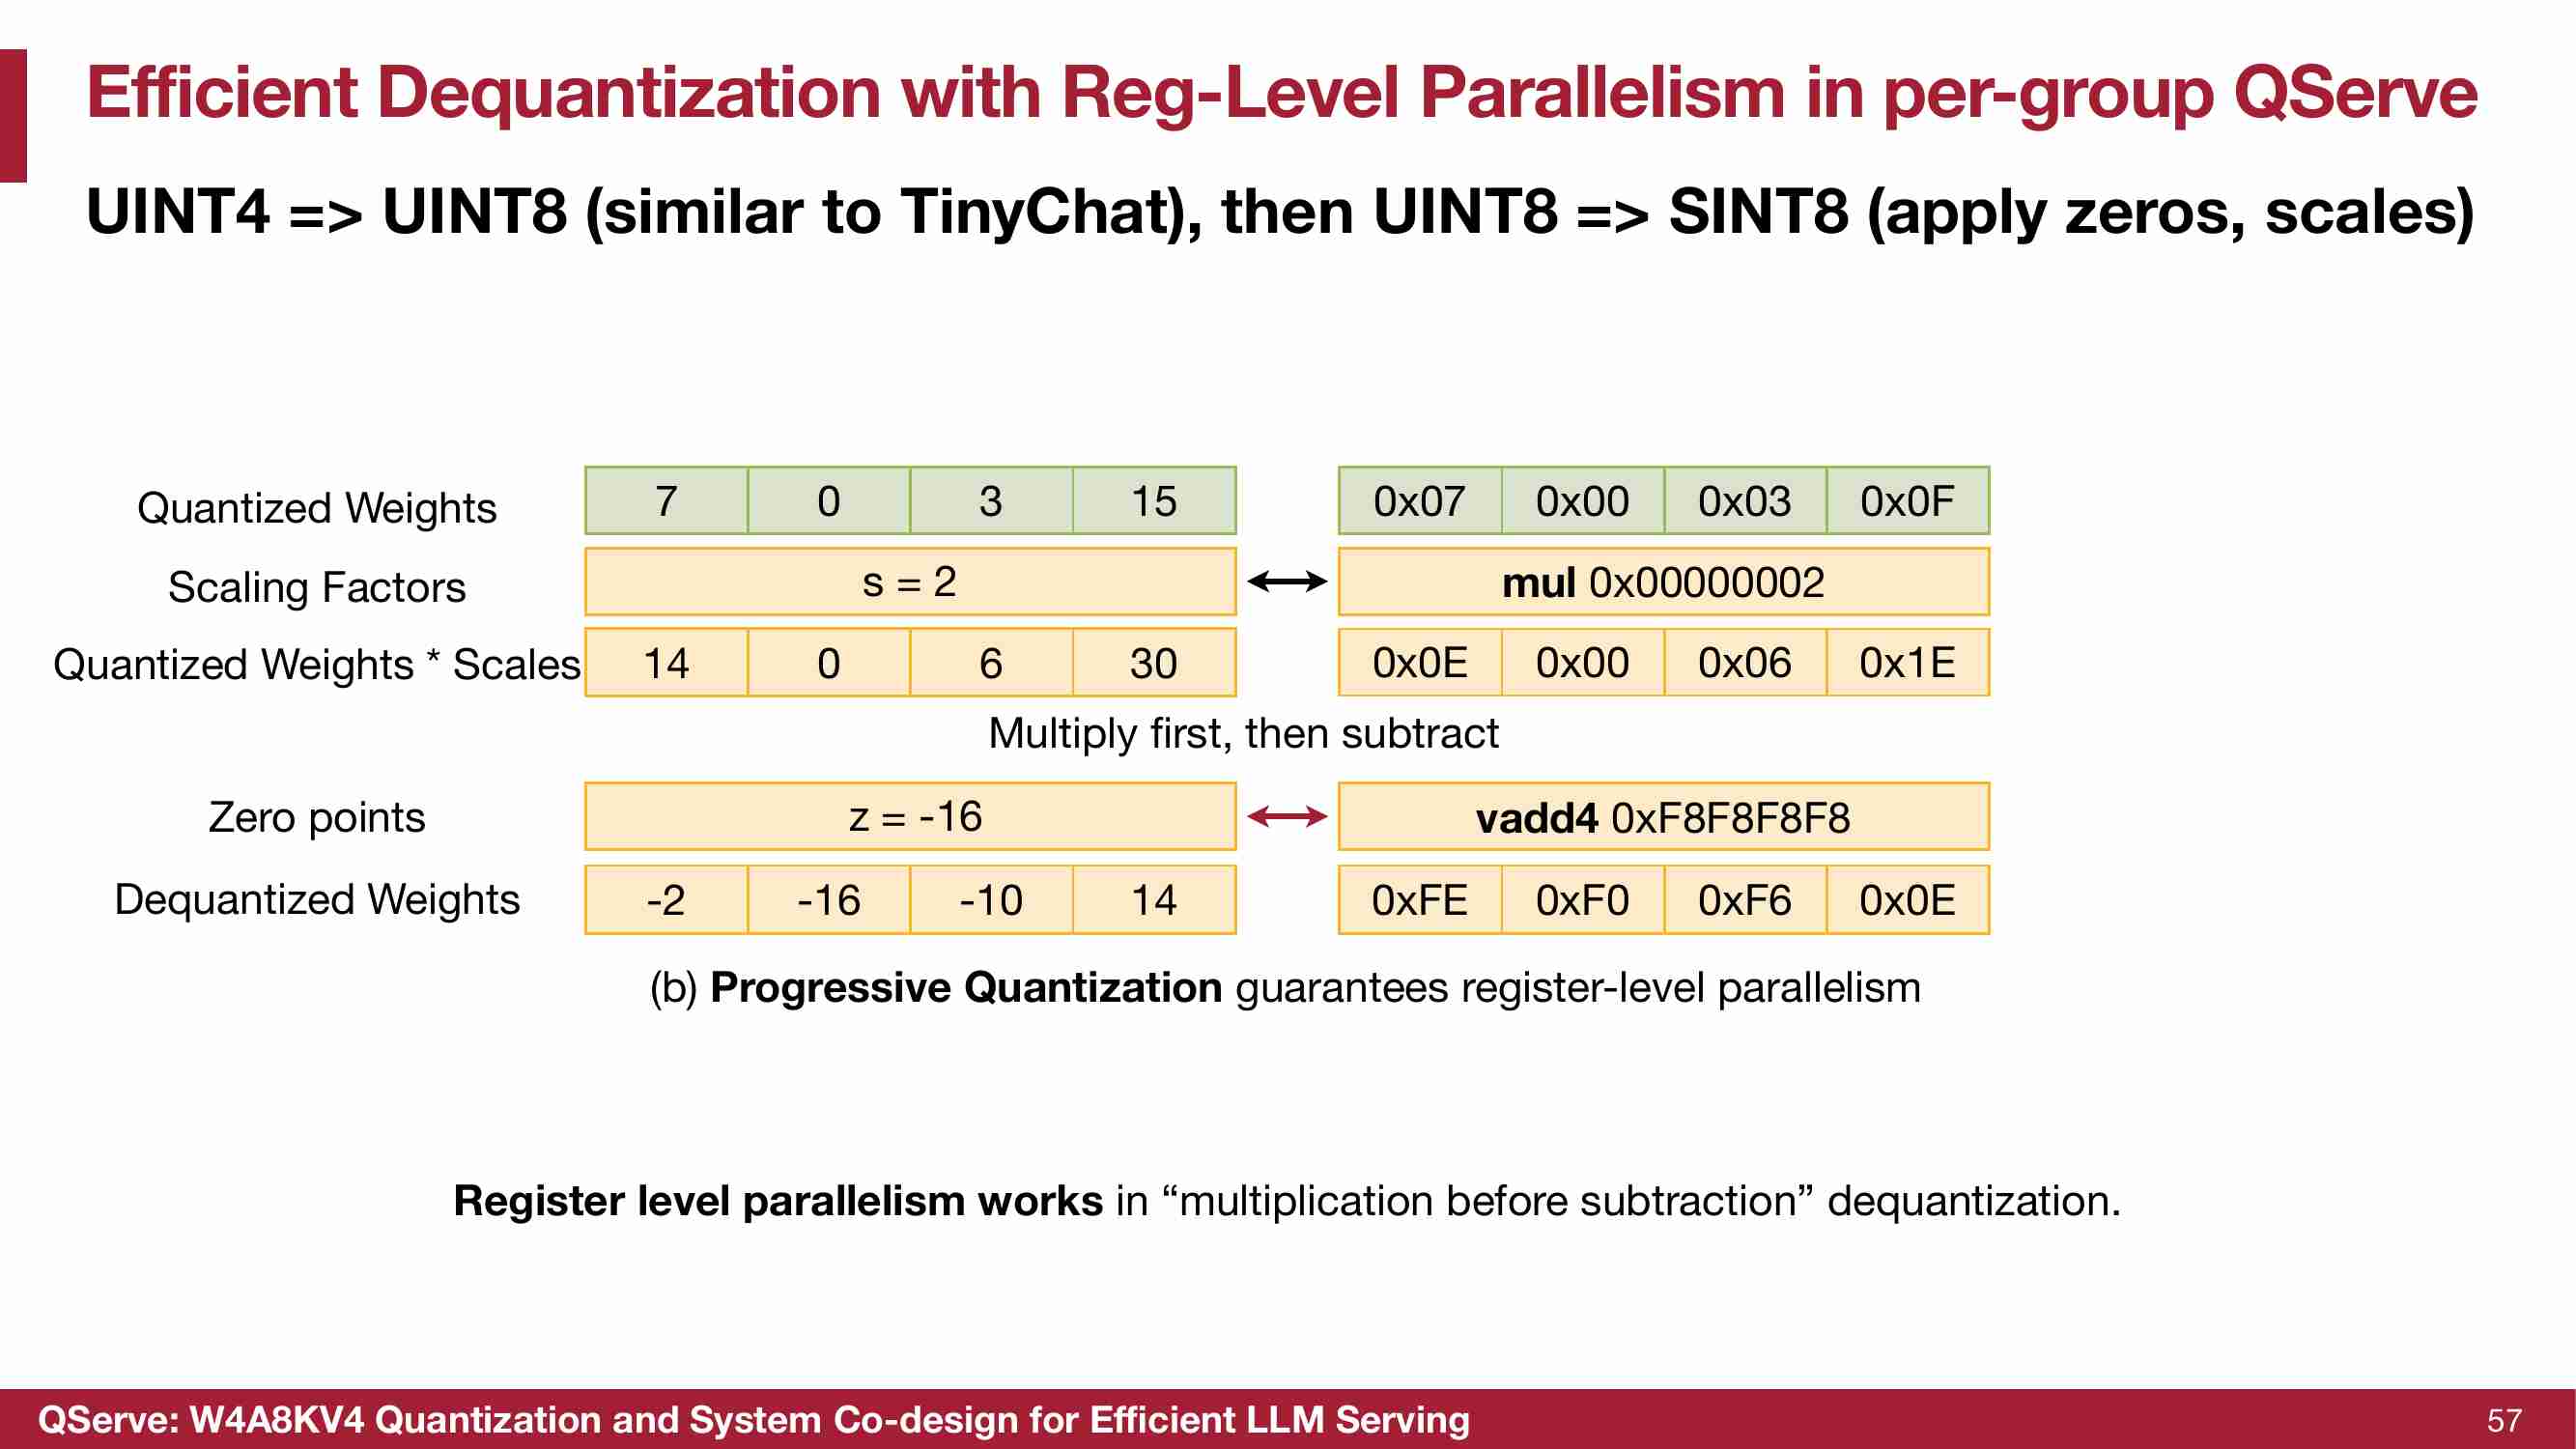 Efficient Dequantization with Reg-Level Parallelism in per-group QServe
UINT4 => UINT8 (similar to TinyChat), then UINT8 => SINT8 (apply zeros, scales)
Quantized Weights 7 0 3 15 0x07 0x00 0x03 0x0F
Scaling Factors s = 2 mul 0x00000002
Quantized Weights * Scales 14 0 6 30 0x0E 0x00 0x06 0x1E
Multiply first, then subtract
Zero points z = -16 vadd4 0xF8F8F8F8
Dequantized Weights -2 -16 -10 14 0xFE 0xF0 0xF6 0x0E
(b) Progressive Quantization guarantees register-level parallelism
Register level parallelism works in “multiplication before subtraction” dequantization.
QServe: W4A8KV4 Quantization and System Co-design for Efficient LLM Serving 57